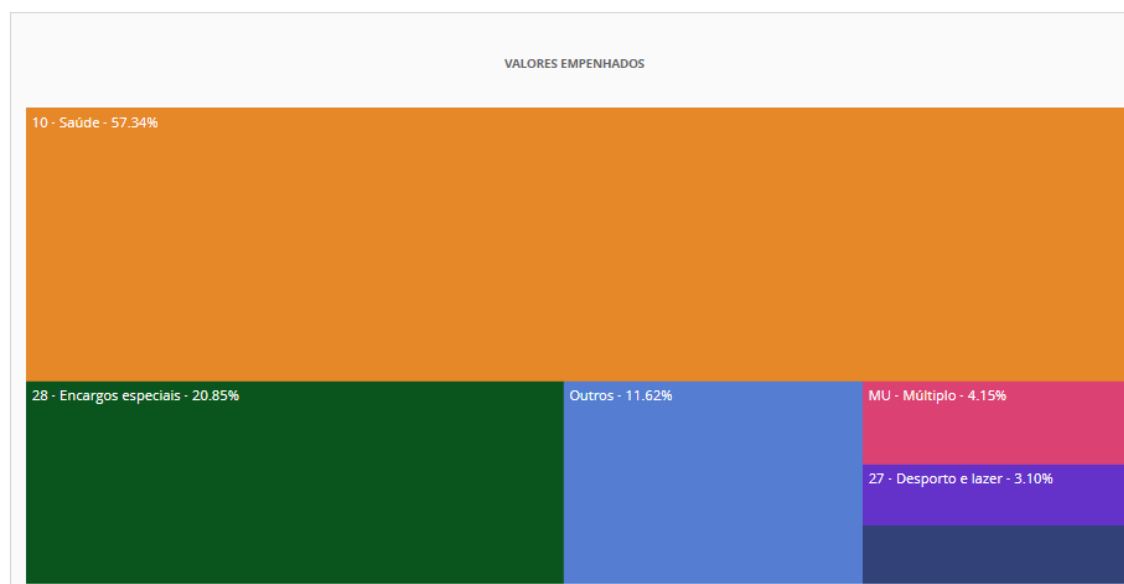 VALORES EMPENHADOS
10 - Saúde - 57.34%
28 - Encargos especiais - 20.85%
Outros - 11.62%
MU - Múltiplo - 4.15%
27 - Desporto e lazer - 3.10%